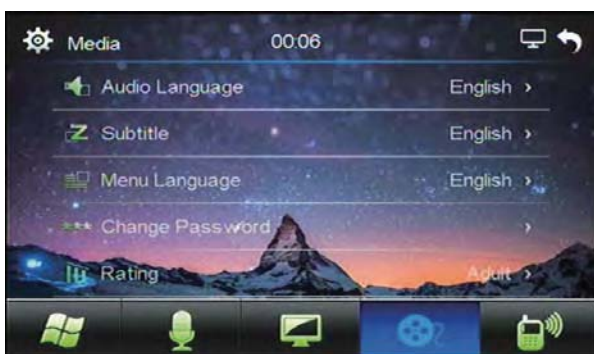 Media 00:06
Audio Language English ›
Subtitle English ›
Menu Language English ›
*** Change Password ›
Rating Adult ›